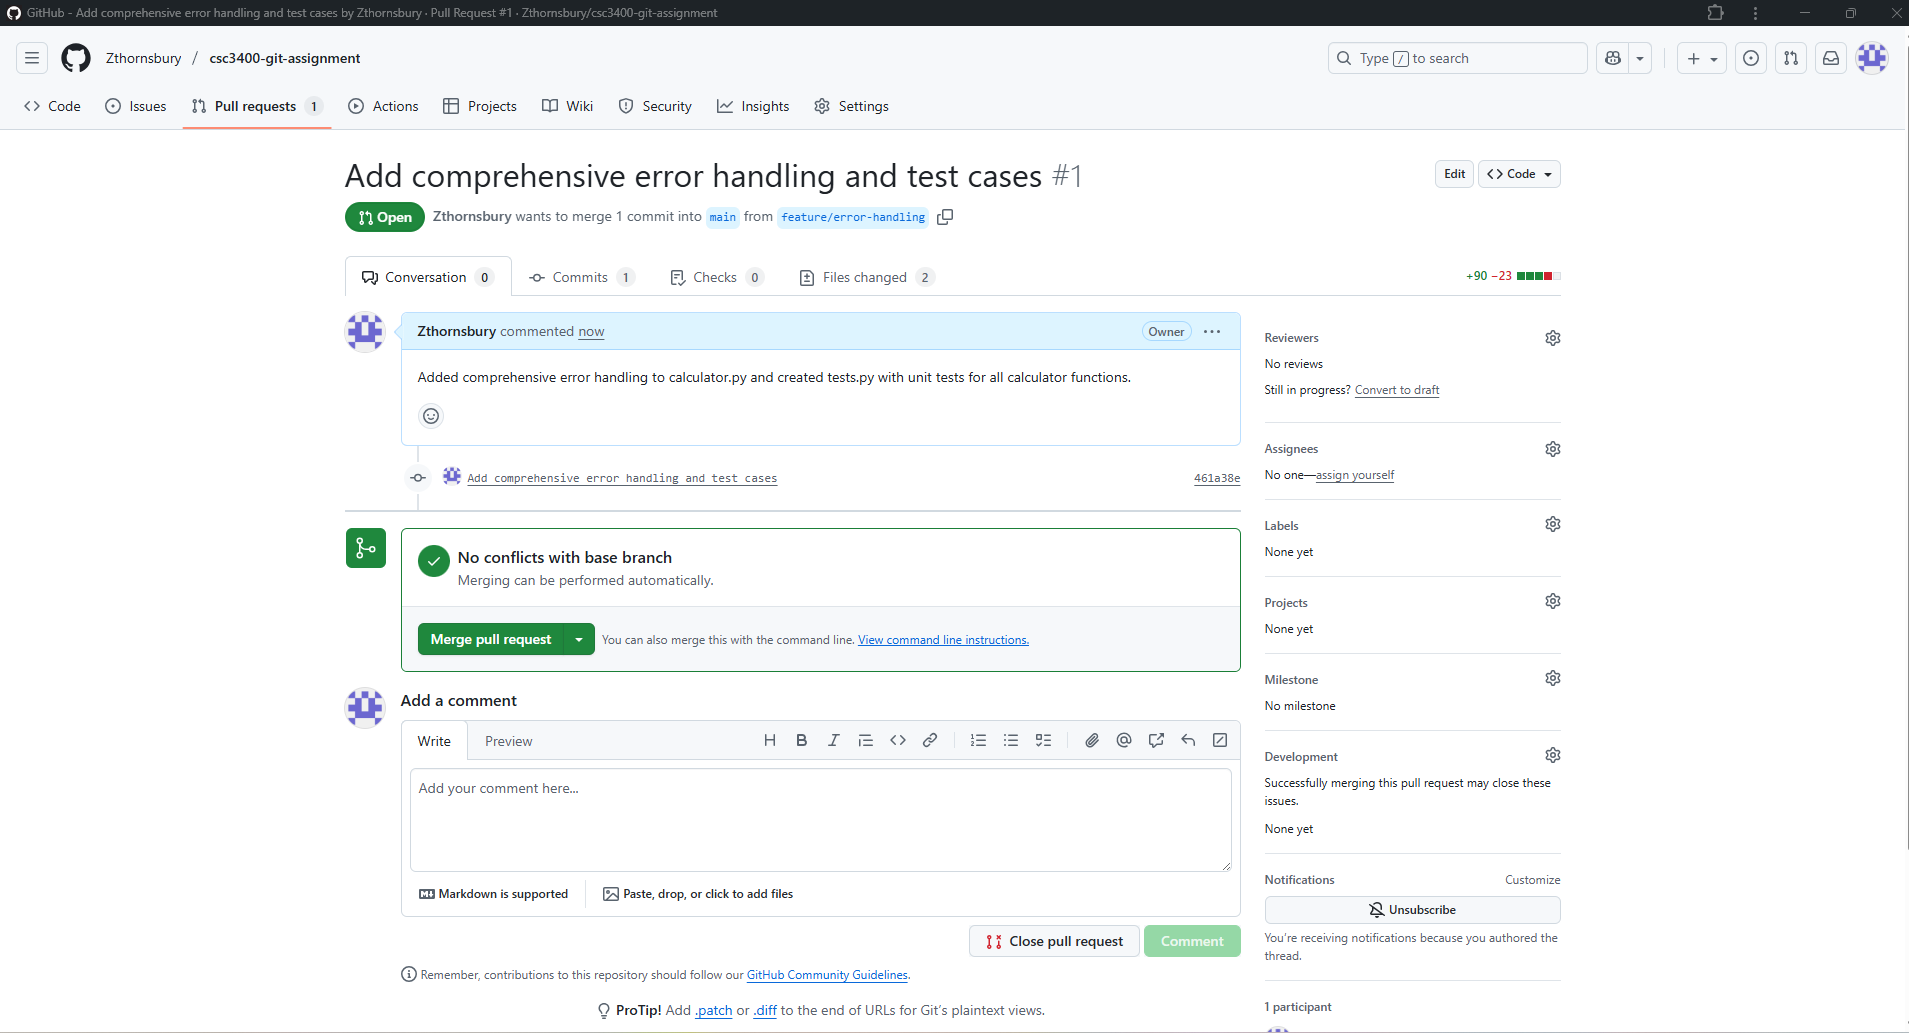 GitHub - Add comprehensive error handling and test cases by Zthornsbury · Pull Request #1 · Zthornsbury/csc3400-git-assignment
Zthornsbury / csc3400-git-assignment
Type / to search
Code
Issues
Pull requests 1
Actions
Projects
Wiki
Security
Insights
Settings
Add comprehensive error handling and test cases #1
Edit
Code
Open
Zthornsbury wants to merge 1 commit into main from feature/error-handling
Conversation 0
Commits 1
Checks 0
Files changed 2
+90 −23
Zthornsbury commented now
Owner
Added comprehensive error handling to calculator.py and created tests.py with unit tests for all calculator functions.
Add comprehensive error handling and test cases
461a38e
No conflicts with base branch
Merging can be performed automatically.
Merge pull request
You can also merge this with the command line. View command line instructions.
Add a comment
Write
Preview
Add your comment here...
Markdown is supported
Paste, drop, or click to add files
Close pull request
Comment
Remember, contributions to this repository should follow our GitHub Community Guidelines.
ProTip! Add .patch or .diff to the end of URLs for Git's plaintext views.
Reviewers
No reviews
Still in progress? Convert to draft
Assignees
No one—assign yourself
Labels
None yet
Projects
None yet
Milestone
No milestone
Development
Successfully merging this pull request may close these
issues.
None yet
Notifications
Customize
Unsubscribe
You're receiving notifications because you authored the
thread.
1 participant